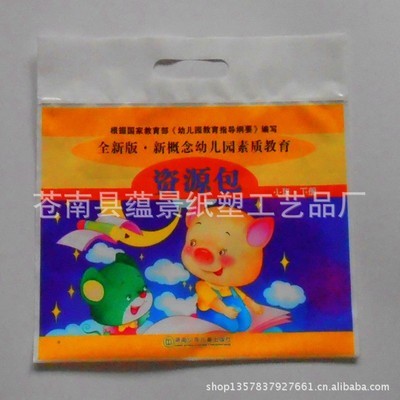 根据国家教育部《幼儿园教育指导纲要》编写
全新版·新概念幼儿园素质教育
资源包
苍南县蕴景纸塑工艺品厂
shop1357837927661.cn.alibaba.com